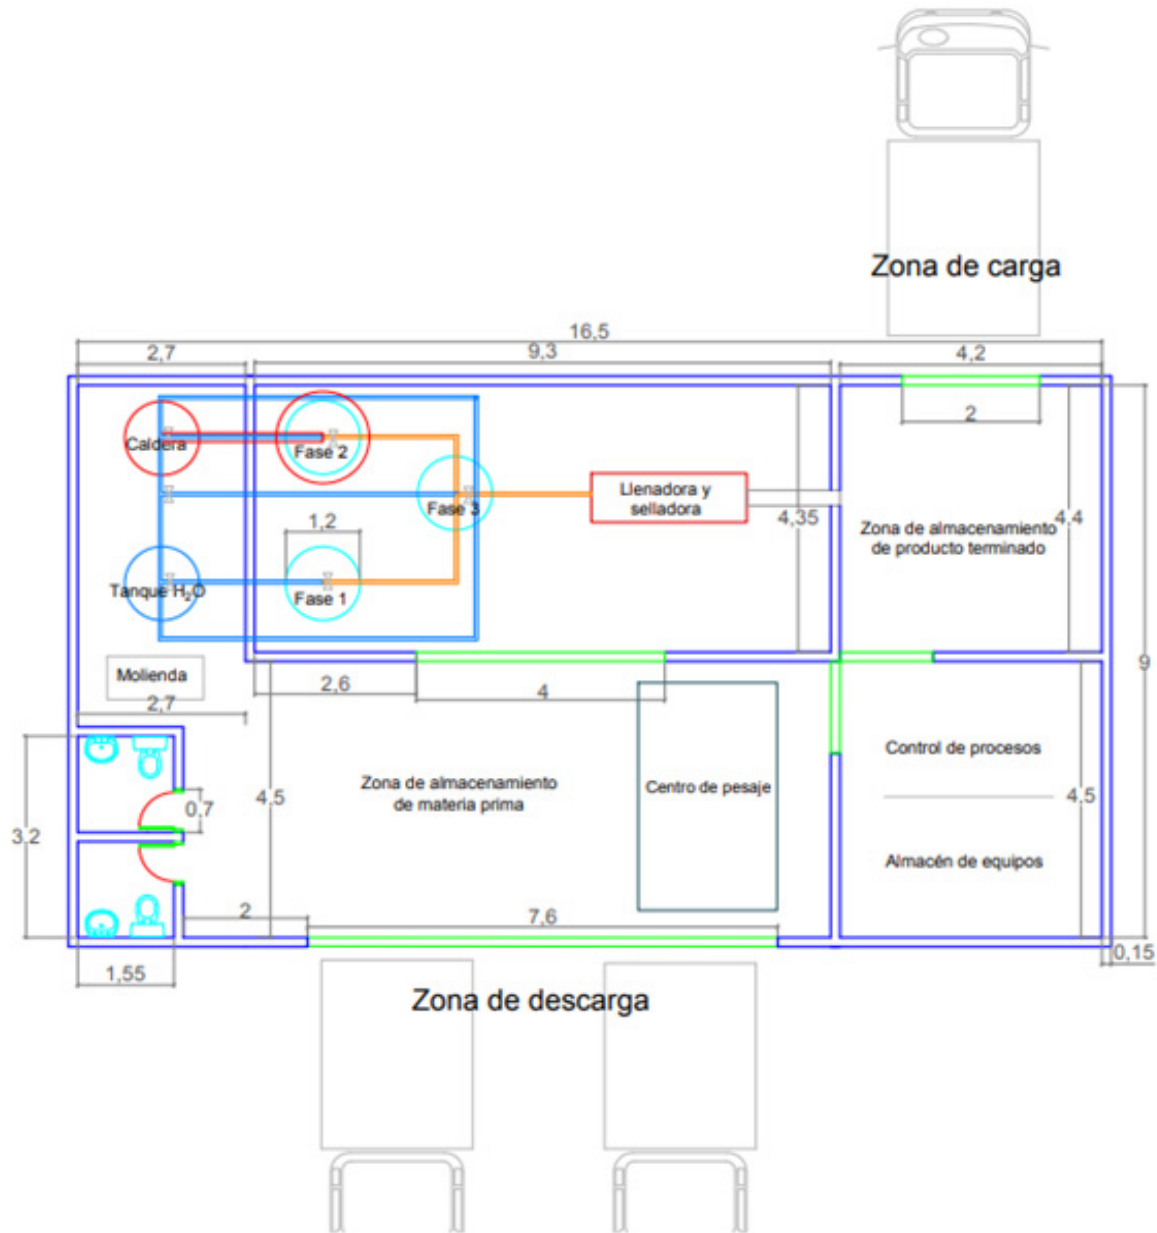 Zona de carga
16,5
2,7
9,3
4,2
2
Caldera
Fase 2
Fase 3
Llenadora y
selladora
4,35
4,4
Zona de almacenamiento
de producto terminado
1,2
Tanque H₂O
Fase 1
Molienda
2,7
2,6
4
9
Control de procesos
Zona de almacenamiento
de materia prima
Centro de pesaje
4,5
4,5
0,7
3,2
Almacén de equipos
2
7,6
0,15
1,55
Zona de descarga